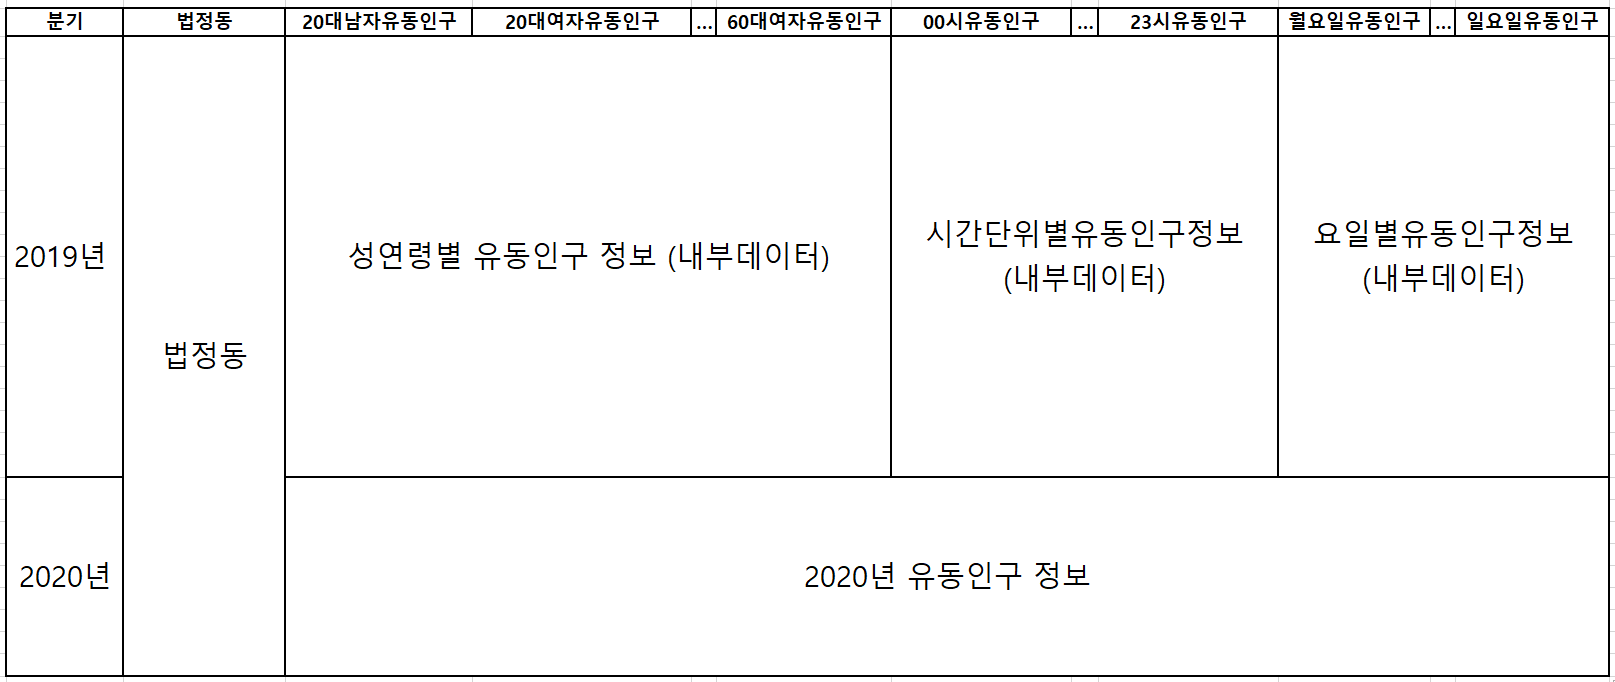 분기 법정동 20대남자유동인구 20대여자유동인구 ... 60대여자유동인구 00시유동인구 ... 23시유동인구 월요일유동인구 ... 일요일유동인구
2019년
법정동
성연령별 유동인구 정보 (내부데이터)
시간단위별유동인구정보
(내부데이터)
요일별유동인구정보
(내부데이터)
2020년
2020년 유동인구 정보